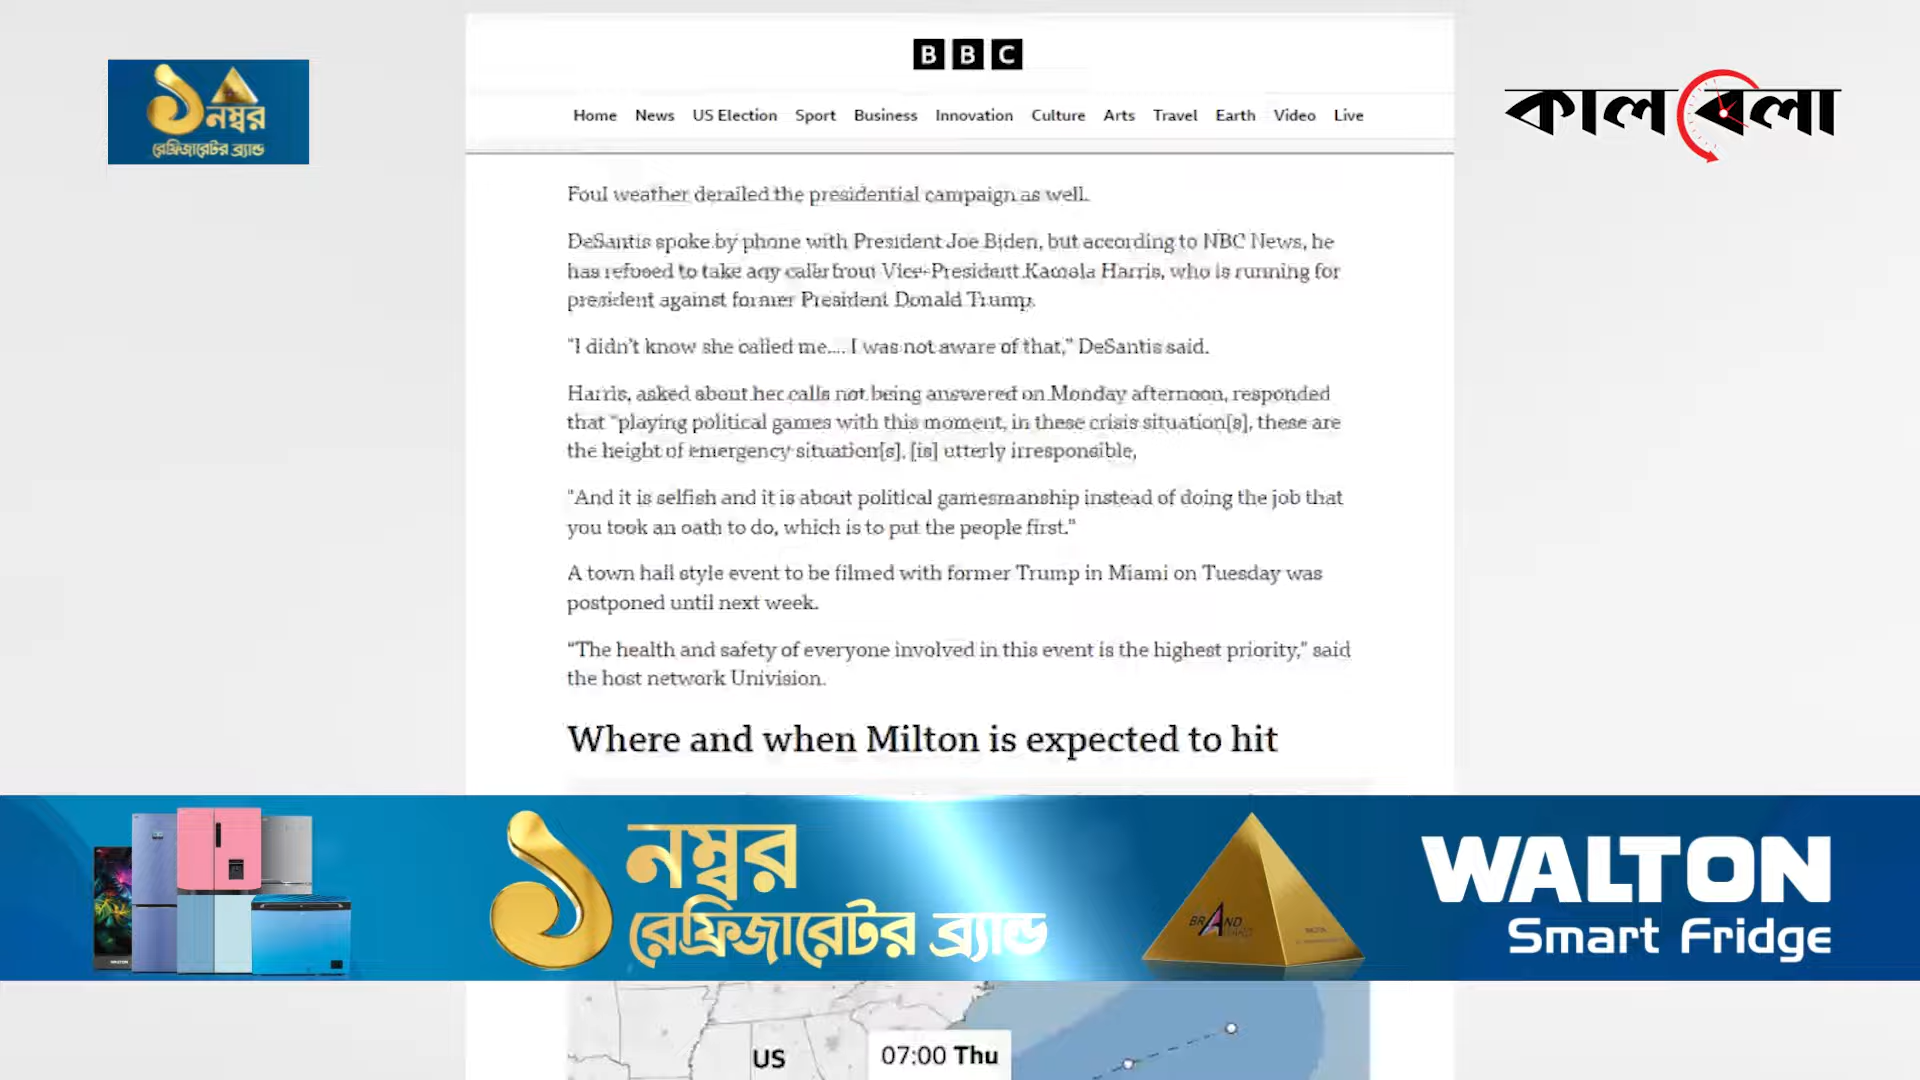 BBC
১ নম্বর
রেফ্রিজারেটর ব্র্যান্ড
কালবেলা
Home News US Election Sport Business Innovation Culture Arts Travel Earth Video Live
Foul weather derailed the presidential campaign as well.
DeSantis spoke by phone with President Joe Biden, but according to NBC News, he
has refused to take any calls from Vice-President Kamala Harris, who is running for
president against former President Donald Trump.
"I didn't know she called me.... I was not aware of that," DeSantis said.
Harris, asked about her calls not being answered on Monday afternoon, responded
that "playing political games with this moment, in these crisis situation[s], these are
the height of emergency situation[s], [is] utterly irresponsible,
"And it is selfish and it is about political gamesmanship instead of doing the job that
you took an oath to do, which is to put the people first."
A town hall style event to be filmed with former Trump in Miami on Tuesday was
postponed until next week.
"The health and safety of everyone involved in this event is the highest priority," said
the host network Univision.
Where and when Milton is expected to hit
১ নম্বর
রেফ্রিজারেটর ব্র্যান্ড
BRAND
WALTON
Smart Fridge
US
07:00 Thu